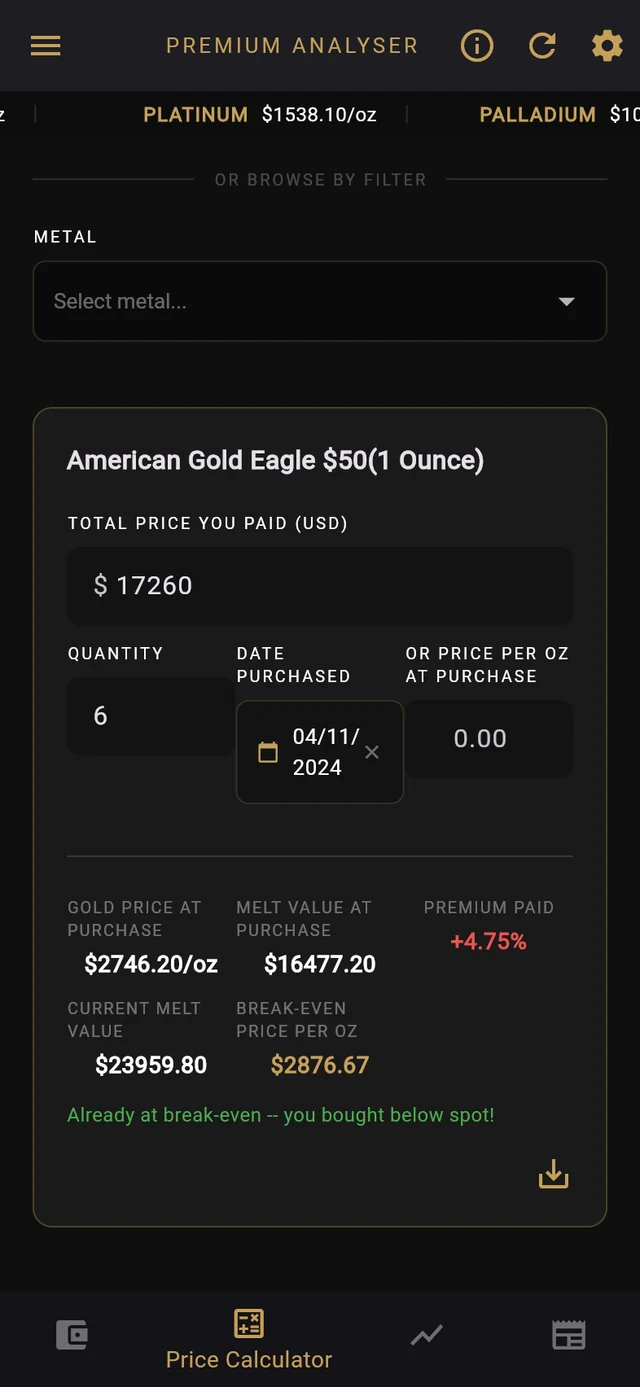 PREMIUM ANALYSER
z | PLATINUM $1538.10/oz | PALLADIUM $10
OR BROWSE BY FILTER
METAL
Select metal...
American Gold Eagle $50(1 Ounce)
TOTAL PRICE YOU PAID (USD)
$ 17260
QUANTITY
6
DATE
PURCHASED
04/11/
2024
OR PRICE PER OZ
AT PURCHASE
0.00
GOLD PRICE AT
PURCHASE
$2746.20/oz
MELT VALUE AT
PURCHASE
$16477.20
PREMIUM PAID
+4.75%
CURRENT MELT
VALUE
$23959.80
BREAK-EVEN
PRICE PER OZ
$2876.67
Already at break-even -- you bought below spot!
Price Calculator